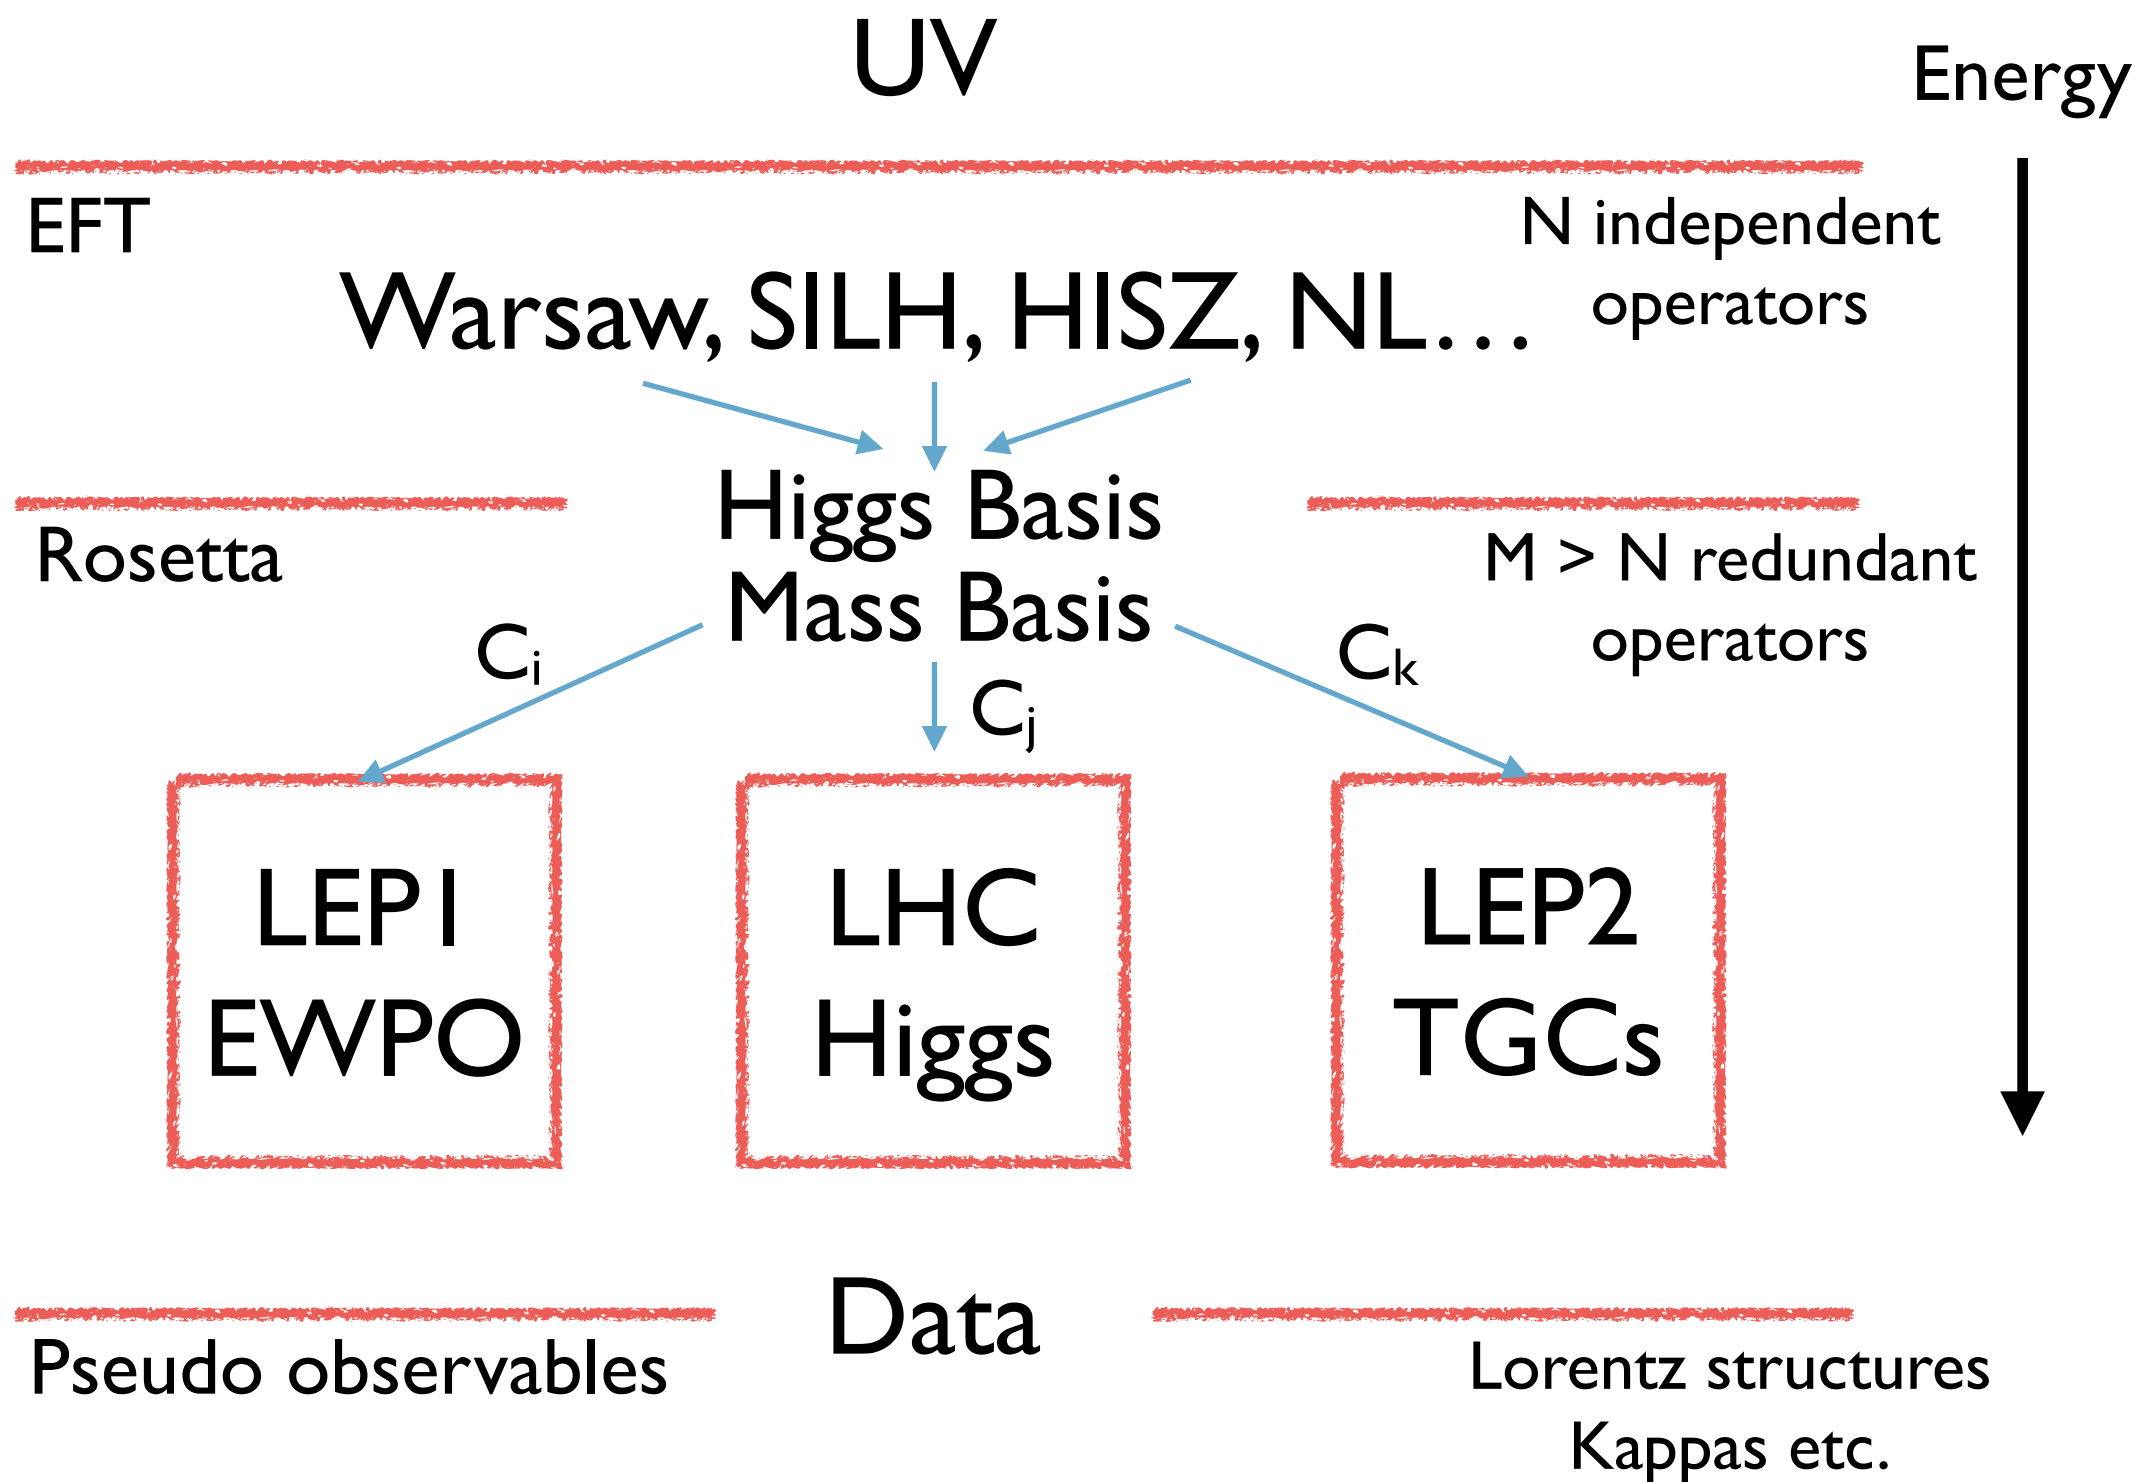 UV
Energy
EFT
N independent
operators
Warsaw, SILH, HISZ, NL…
Higgs Basis
Rosetta
M > N redundant
operators
Mass Basis
Ci
Cj
Ck
LEP1
EWPO
LHC
Higgs
LEP2
TGCs
Data
Pseudo observables
Lorentz structures
Kappas etc.